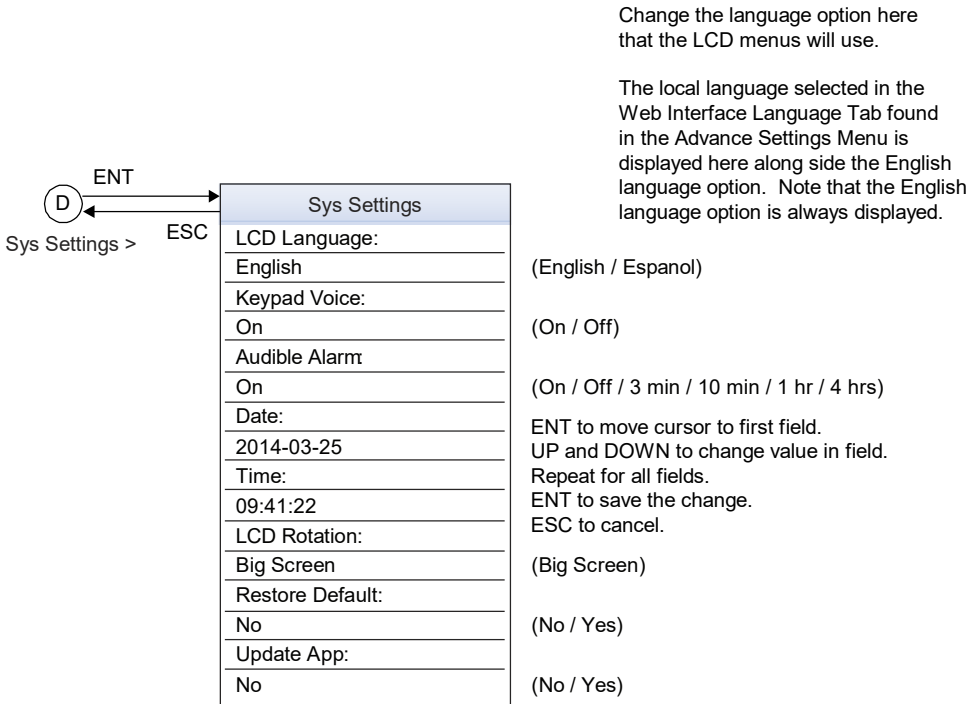 Change the language option here
that the LCD menus will use.
The local language selected in the
Web Interface Language Tab found
in the Advance Settings Menu is
displayed here along side the English
language option.  Note that the English
language option is always displayed.
ENT
D
ESC
Sys Settings >
Sys Settings
LCD Language:
English
(English / Espanol)
Keypad Voice:
On
(On / Off)
Audible Alarm:
On
(On / Off / 3 min / 10 min / 1 hr / 4 hrs)
Date:
2014-03-25
Time:
09:41:22
ENT to move cursor to first field.
UP and DOWN to change value in field.
Repeat for all fields.
ENT to save the change.
ESC to cancel.
LCD Rotation:
Big Screen
(Big Screen)
Restore Default:
No
(No / Yes)
Update App:
No
(No / Yes)